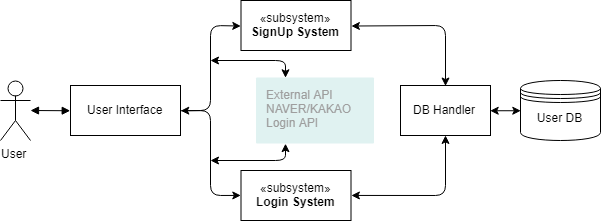 «subsystem»
SignUp System
External API
NAVER/KAKAO
Login API
User Interface
DB Handler
User DB
User
«subsystem»
Login System